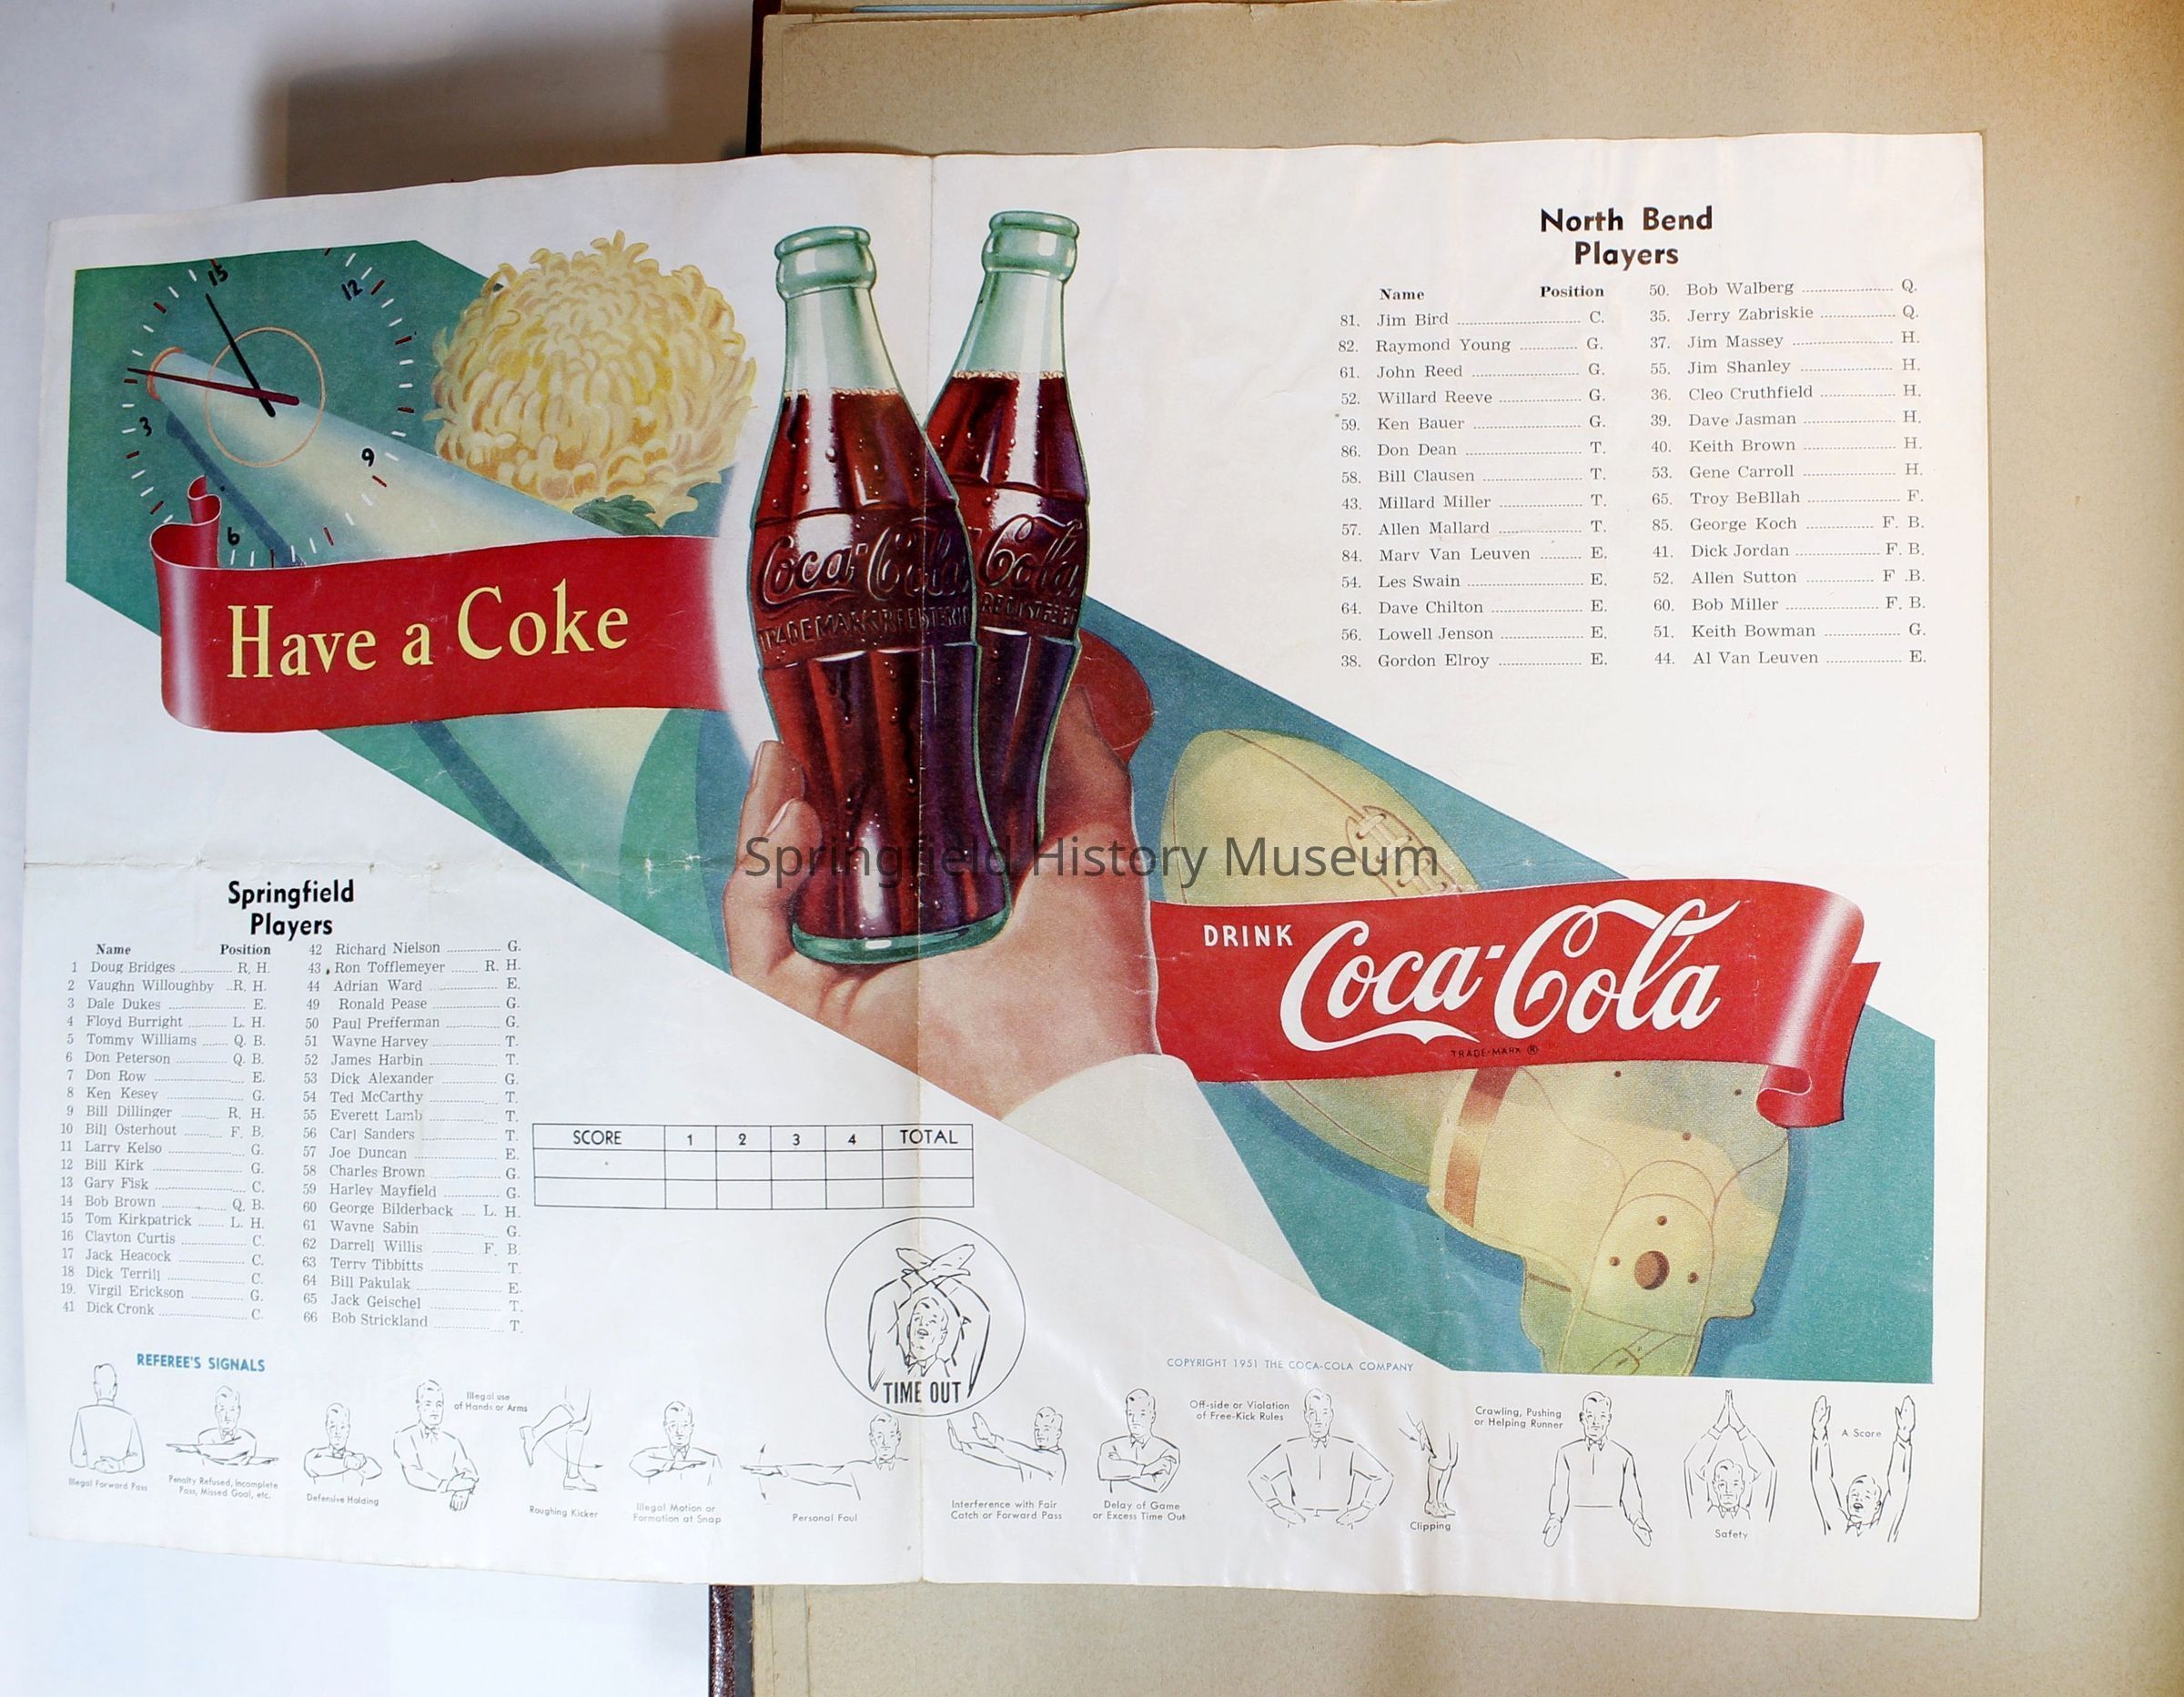 15
12
3
9
6
Have a Coke
Coca-Cola
TRADE MARK REGISTERED
Cola
REGISTERED
North Bend
Players
Name Position
81. Jim Bird C.
82. Raymond Young G.
61. John Reed G.
52. Willard Reeve G.
59. Ken Bauer G.
86. Don Dean T.
58. Bill Clausen T.
43. Millard Miller T.
57. Allen Mallard T.
84. Marv Van Leuven E.
54. Les Swain E.
64. Dave Chilton E.
56. Lowell Jenson E.
38. Gordon Elroy E.
50. Bob Walberg Q.
35. Jerry Zabriskie Q.
37. Jim Massey H.
55. Jim Shanley H.
36. Cleo Cruthfield H.
39. Dave Jasman H.
40. Keith Brown H.
53. Gene Carroll H.
65. Troy BeBllah F.
85. George Koch F. B.
41. Dick Jordan F. B.
52. Allen Sutton F .B.
60. Bob Miller F. B.
51. Keith Bowman G.
44. Al Van Leuven E.
Springfield History Museum
DRINK
Coca-Cola
TRADE-MARK ®
Springfield
Players
Name Position
1 Doug Bridges R. H.
2 Vaughn Willoughby R. H.
3 Dale Dukes E.
4 Floyd Burright L. H.
5 Tommy Williams Q. B.
6 Don Peterson Q. B.
7 Don Row E.
8 Ken Kesey G.
9 Bill Dillinger R. H.
10 Bill Osterhout F. B.
11 Larry Kelso G.
12 Bill Kirk G.
13 Gary Fisk C.
14 Bob Brown Q. B.
15 Tom Kirkpatrick L. H.
16 Clayton Curtis C.
17 Jack Heacock C.
18 Dick Terrill C.
19. Virgil Erickson G.
41 Dick Cronk C.
42 Richard Nielson G.
43 Ron Tofflemeyer R. H.
44 Adrian Ward E.
49 Ronald Pease G.
50 Paul Prefferman G.
51 Wayne Harvey T.
52 James Harbin T.
53 Dick Alexander G.
54 Ted McCarthy T.
55 Everett Lamb T.
56 Carl Sanders T.
57 Joe Duncan E.
58 Charles Brown G.
59 Harley Mayfield G.
60 George Bilderback L. H.
61 Wayne Sabin G.
62 Darrell Willis F. B.
63 Terry Tibbitts T.
64 Bill Pakulak E.
65 Jack Geischel T.
66 Bob Strickland T.
SCORE 1 2 3 4 TOTAL
TIME OUT
COPYRIGHT 1951 THE COCA-COLA COMPANY
REFEREE'S SIGNALS
Illegal Forward Pass
Penalty Refused, Incomplete
Pass, Missed Goal, etc.
Defensive Holding
Illegal use
of Hands or Arms
Roughing Kicker
Illegal Motion or
Formation at Snap
Personal Foul
Interference with Fair
Catch or Forward Pass
Delay of Game
or Excess Time Out
Off-side or Violation
of Free-Kick Rules
Clipping
Crawling, Pushing
or Helping Runner
Safety
A Score